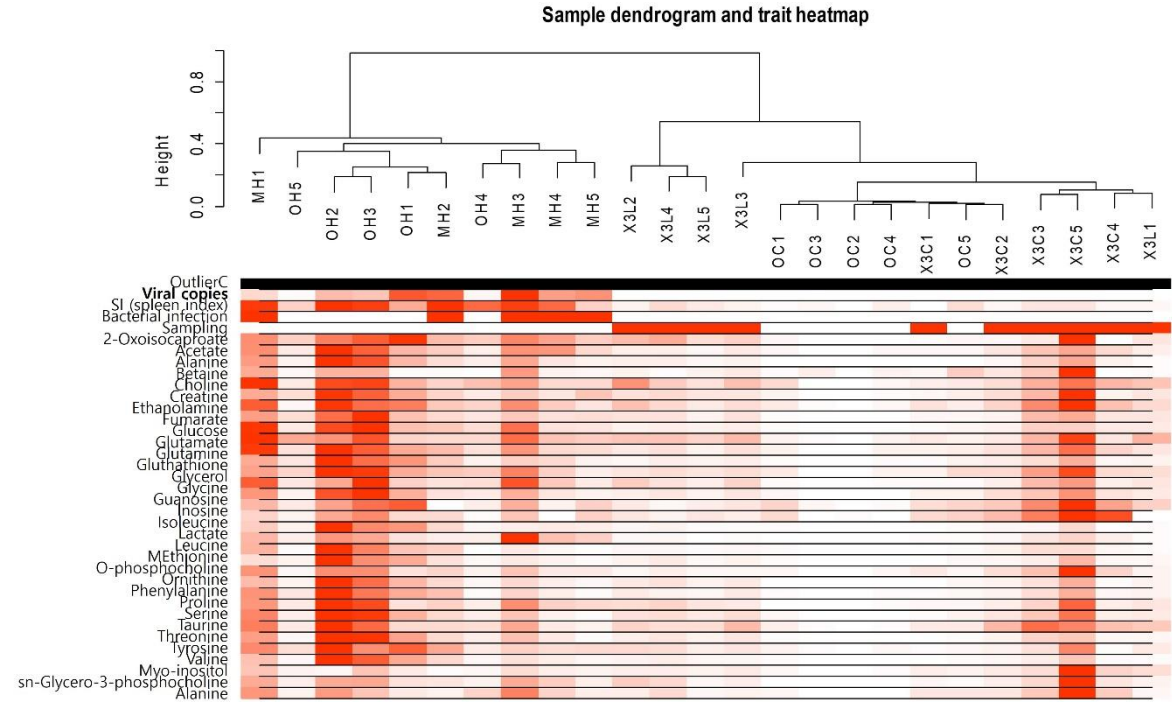 Sample dendrogram and trait heatmap
Height
0.0
0.4
0.8
MH1
OH5
OH2
OH3
OH1
MH2
OH4
MH3
MH4
MH5
X3L2
X3L4
X3L5
X3L3
OC1
OC3
OC2
OC4
X3C1
OC5
X3C2
X3C3
X3C5
X3C4
X3L1
OutlierC
Viral copies
SI (spleen index)
Bacterial infection
Sampling
2-Oxoisocaproate
Acetate
Alanine
Betaine
Choline
Creatine
Ethanolamine
Fumarate
Glucose
Glutamate
Glutamine
Gluthathione
Glycerol
Glycine
Guanosine
Inosine
Isoleucine
Lactate
Leucine
MEthionine
O-phosphocholine
Ornithine
Phenylalanine
Proline
Serine
Taurine
Threonine
Tyrosine
Valine
Myo-inositol
sn-Glycero-3-phosphocholine
Alanine